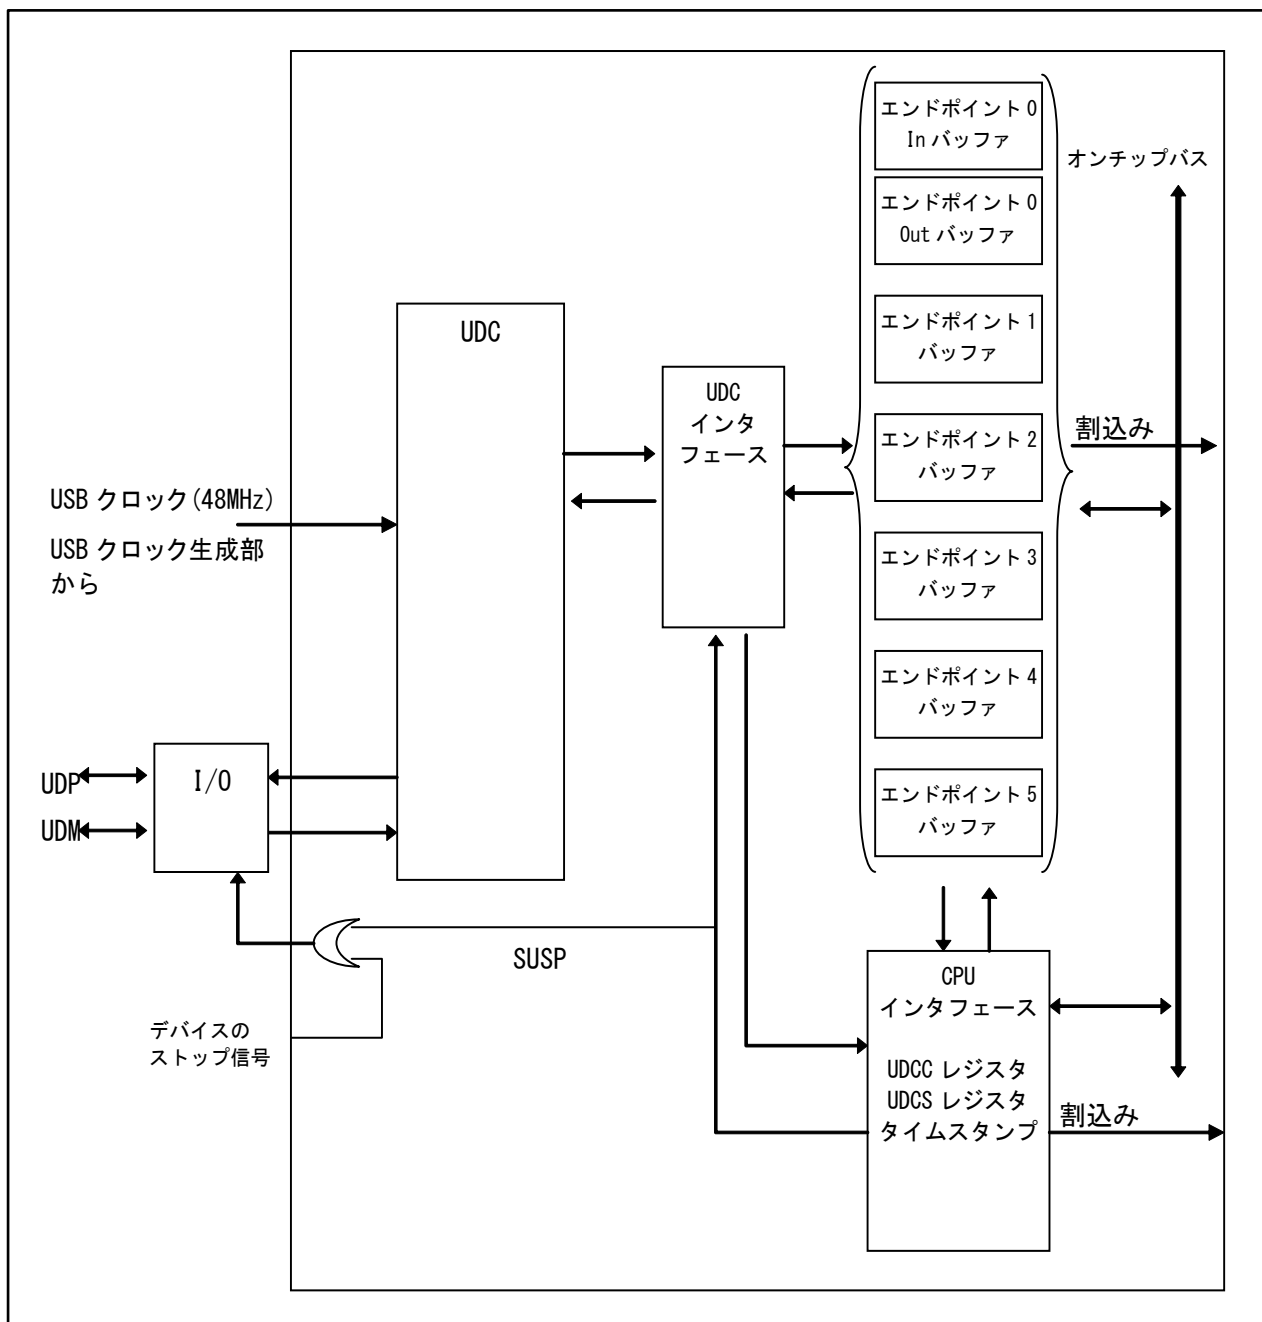 エンドポイント 0
In バッファ
オンチップバス
エンドポイント 0
Out バッファ
エンドポイント 1
バッファ
UDC
UDC
インタ
フェース
エンドポイント 2
バッファ
割込み
USB クロック(48MHz)
USB クロック生成部
から
エンドポイント 3
バッファ
エンドポイント 4
バッファ
UDP
UDM
I/O
エンドポイント 5
バッファ
SUSP
デバイスの
ストップ信号
CPU
インタフェース
UDCC レジスタ
UDCS レジスタ
タイムスタンプ
割込み